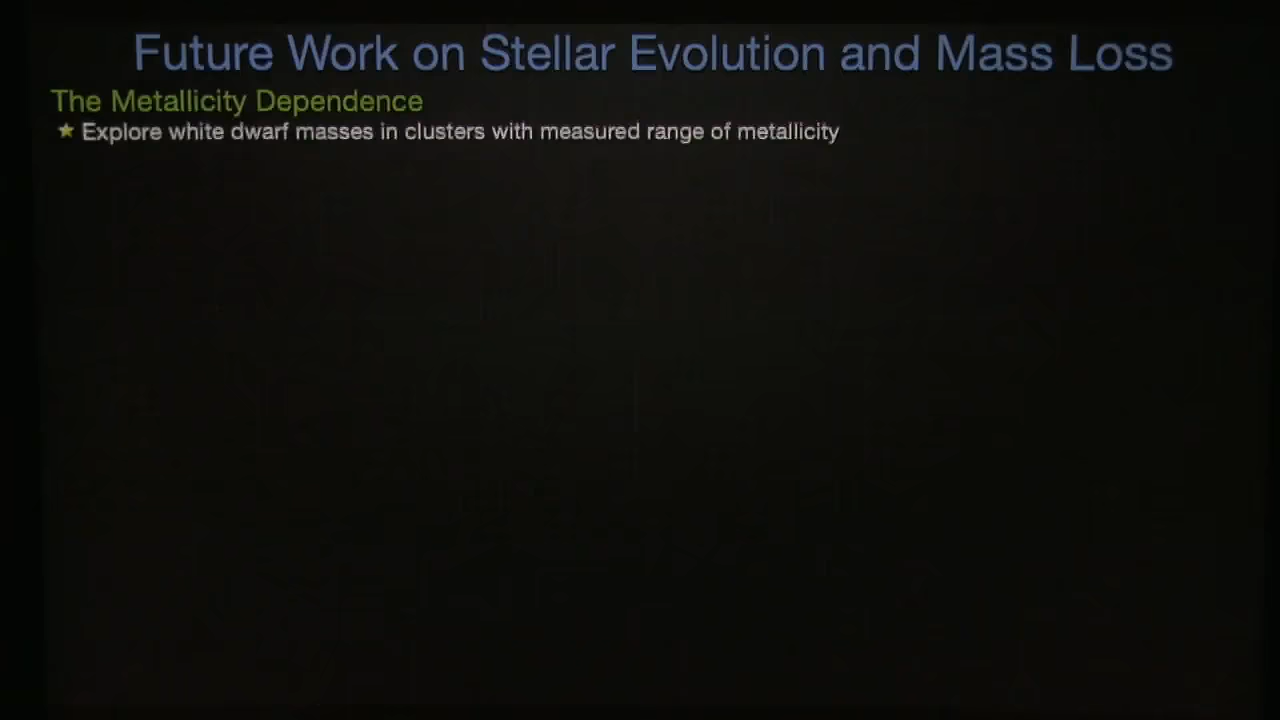 Future Work on Stellar Evolution and Mass Loss
The Metallicity Dependence
★ Explore white dwarf masses in clusters with measured range of metallicity